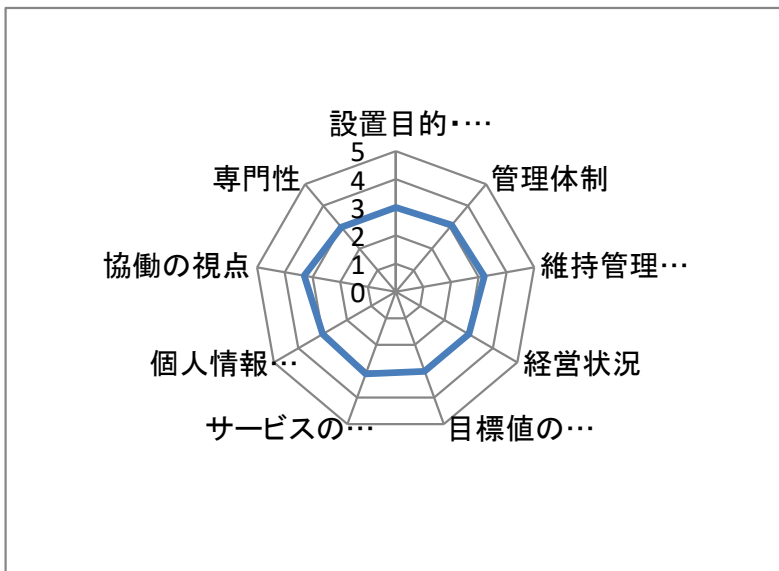 設置目的・…
管理体制
維持管理…
経営状況
目標値の…
サービスの…
個人情報…
協働の視点
専門性
5
4
3
2
1
0